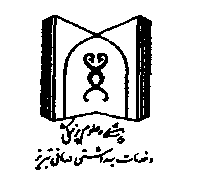 دانشگاه علوم پزشکی
و خدمات بهداشتی درمانی تبریز